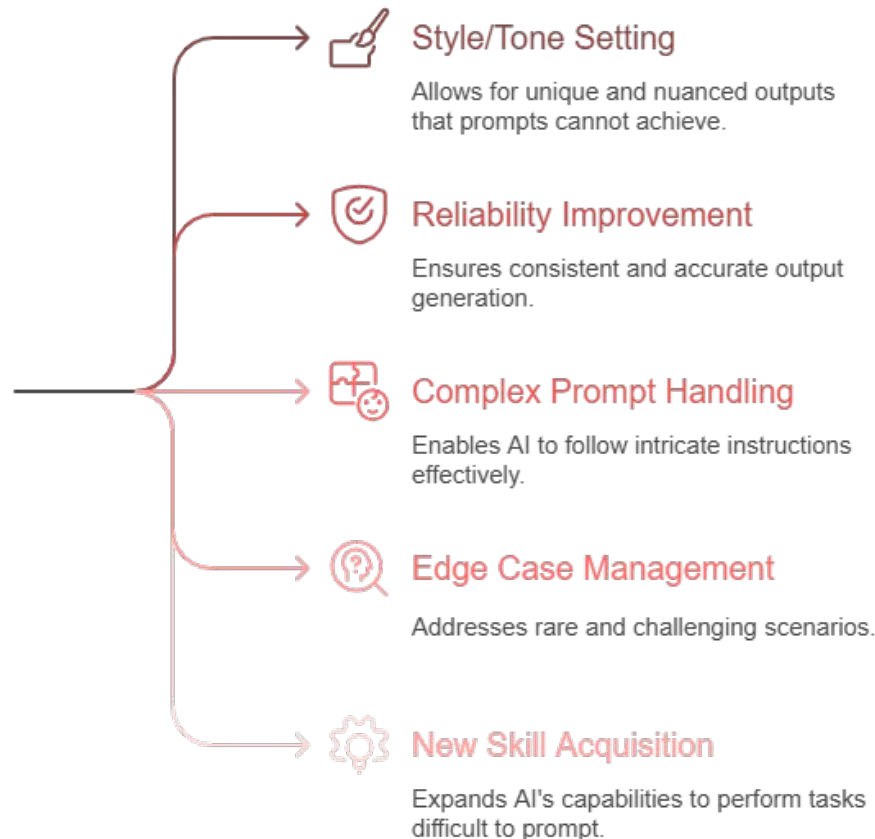 Style/Tone Setting
Allows for unique and nuanced outputs
that prompts cannot achieve.
Reliability Improvement
Ensures consistent and accurate output
generation.
Complex Prompt Handling
Enables AI to follow intricate instructions
effectively.
Edge Case Management
Addresses rare and challenging scenarios.
New Skill Acquisition
Expands AI's capabilities to perform tasks
difficult to prompt.